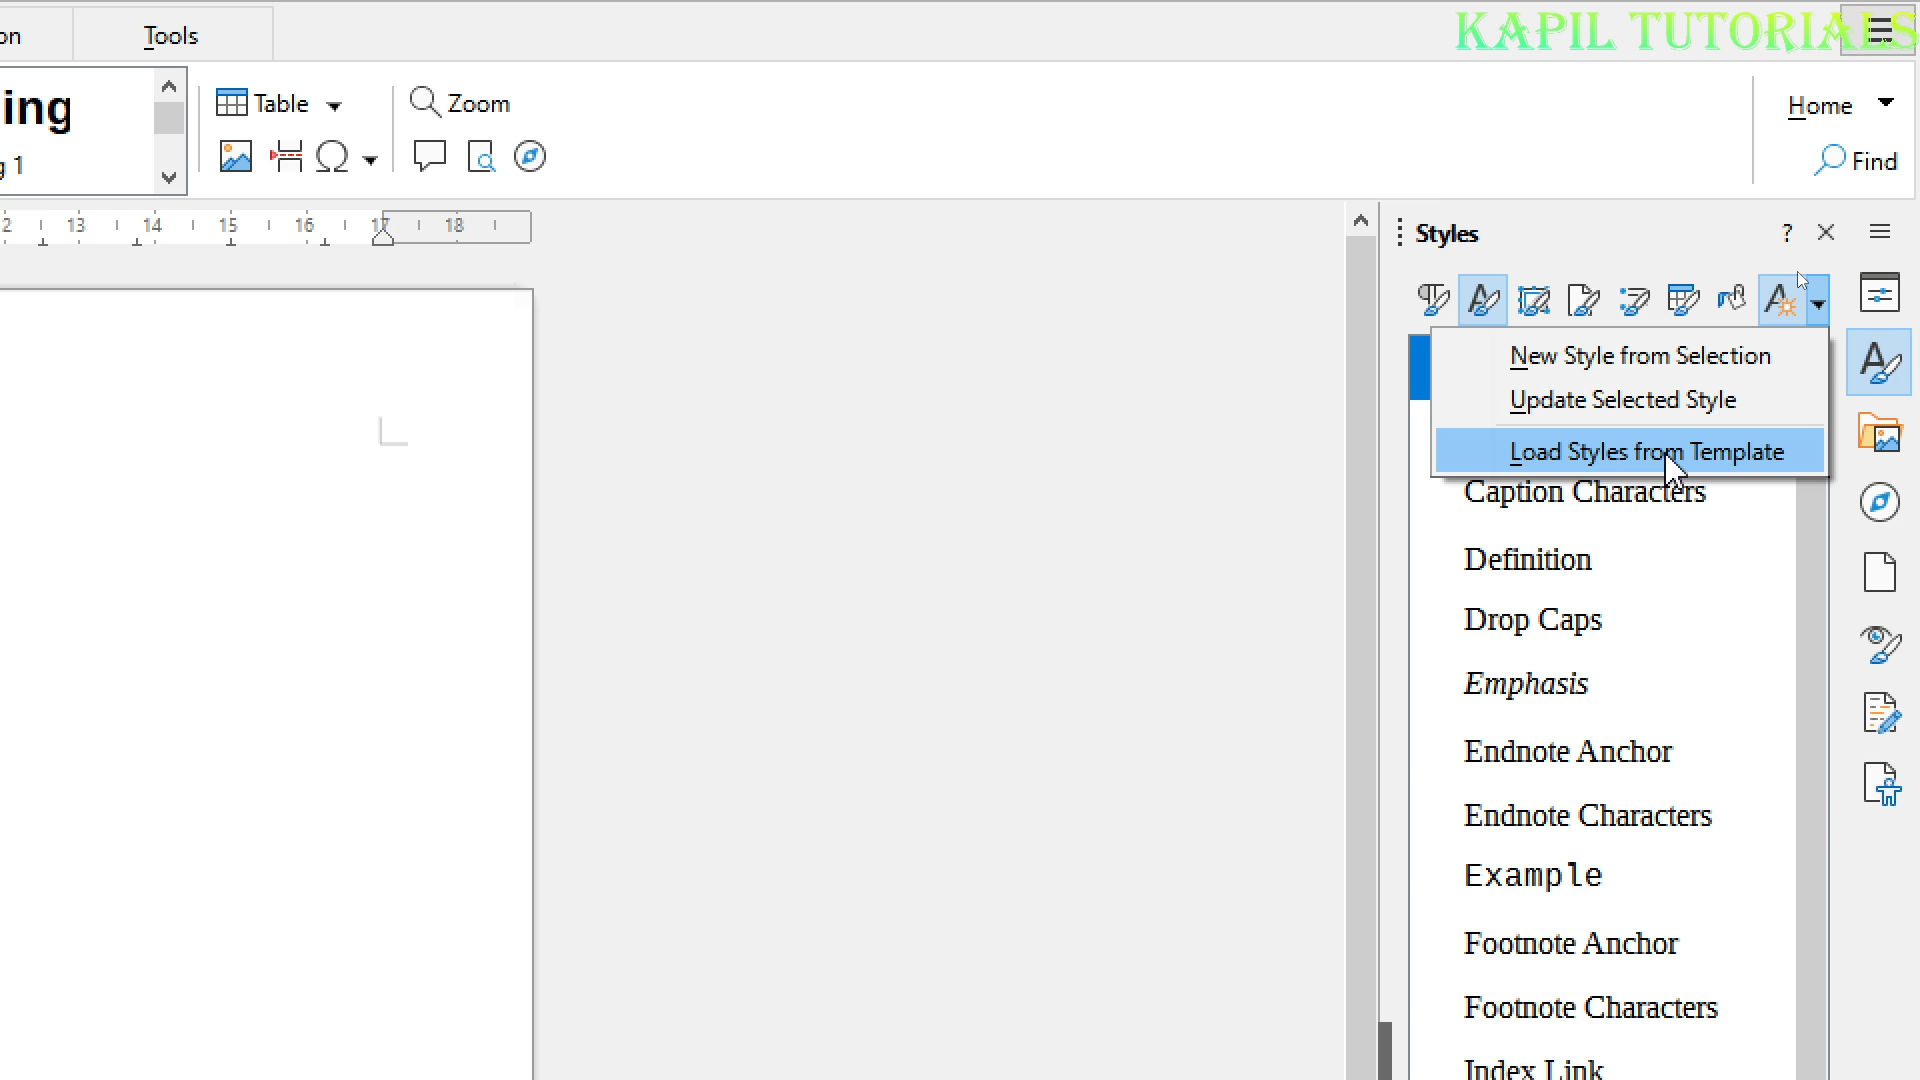 on
Tools
KAPIL TUTORIALS
ing
g 1
Table
Zoom
Home
Find
2 13 14 15 16 17 18
Styles
?
New Style from Selection
Update Selected Style
Load Styles from Template
Caption Characters
Definition
Drop Caps
Emphasis
Endnote Anchor
Endnote Characters
Example
Footnote Anchor
Footnote Characters
Index Link